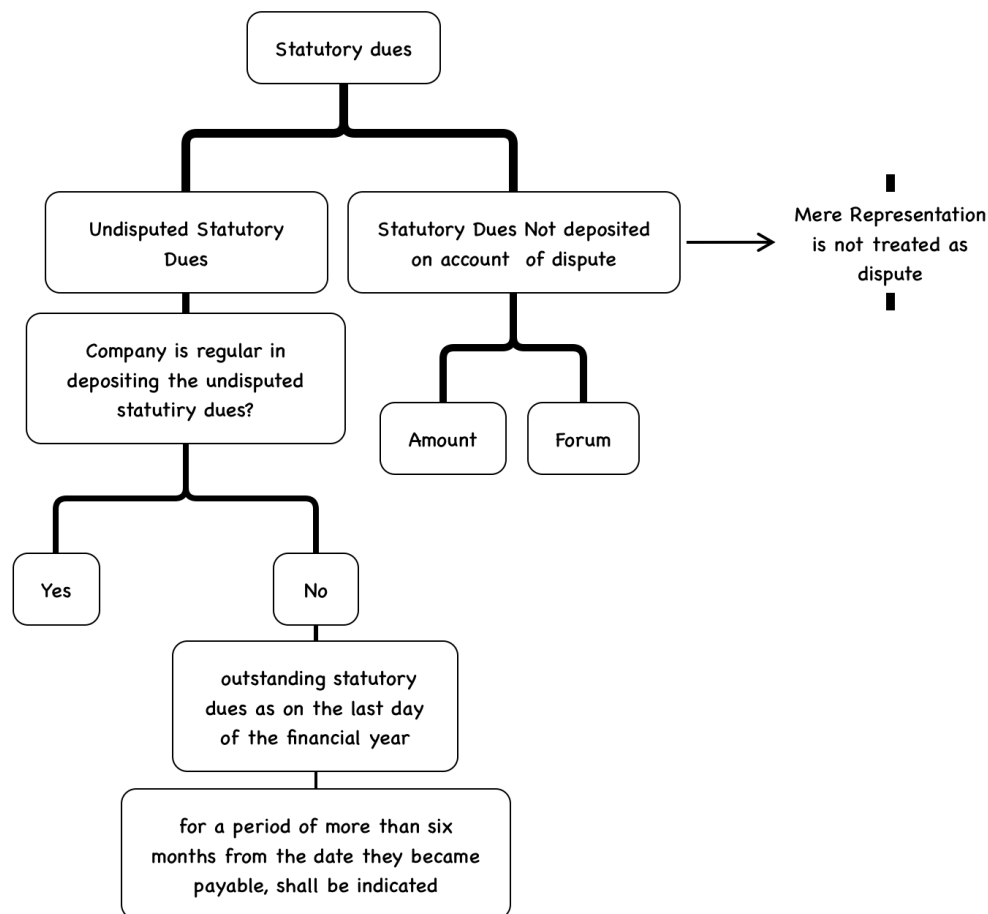 Statutory dues
Undisputed Statutory
Dues
Statutory Dues Not deposited
on account of dispute
Mere Representation
is not treated as
dispute
Company is regular in
depositing the undisputed
statutiry dues?
Amount
Forum
Yes
No
outstanding statutory
dues as on the last day
of the financial year
for a period of more than six
months from the date they became
payable, shall be indicated